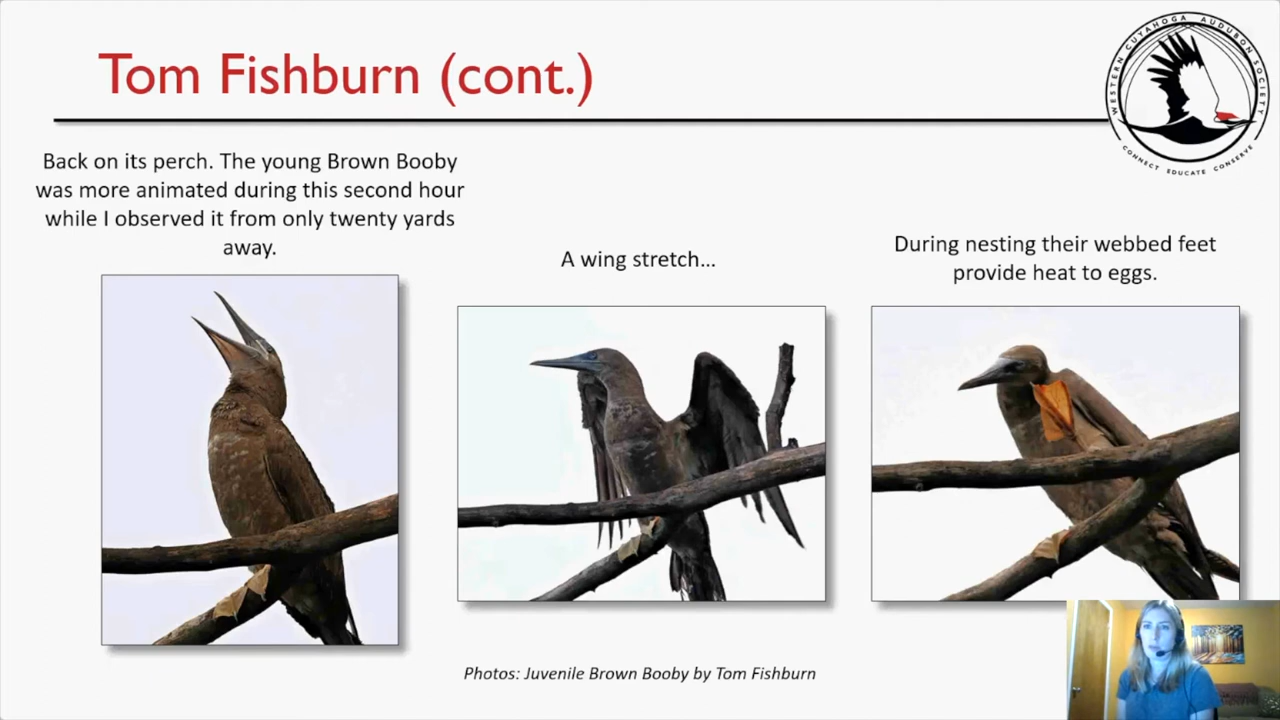 Tom Fishburn (cont.)
WESTERN CUYAHOGA AUDUBON SOCIETY
CONNECT EDUCATE CONSERVE
Back on its perch. The young Brown Booby
was more animated during this second hour
while I observed it from only twenty yards
away.
A wing stretch...
During nesting their webbed feet
provide heat to eggs.
Photos: Juvenile Brown Booby by Tom Fishburn